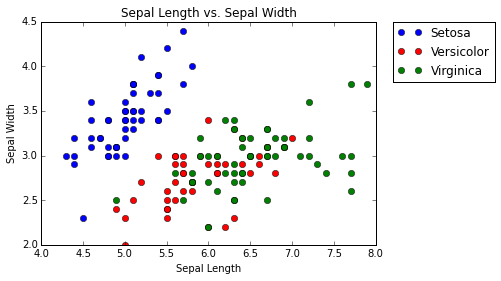 Sepal Length vs. Sepal Width
Setosa
Versicolor
Virginica
Sepal Width
4.5
4.0
3.5
3.0
2.5
2.0
4.0 4.5 5.0 5.5 6.0 6.5 7.0 7.5 8.0
Sepal Length